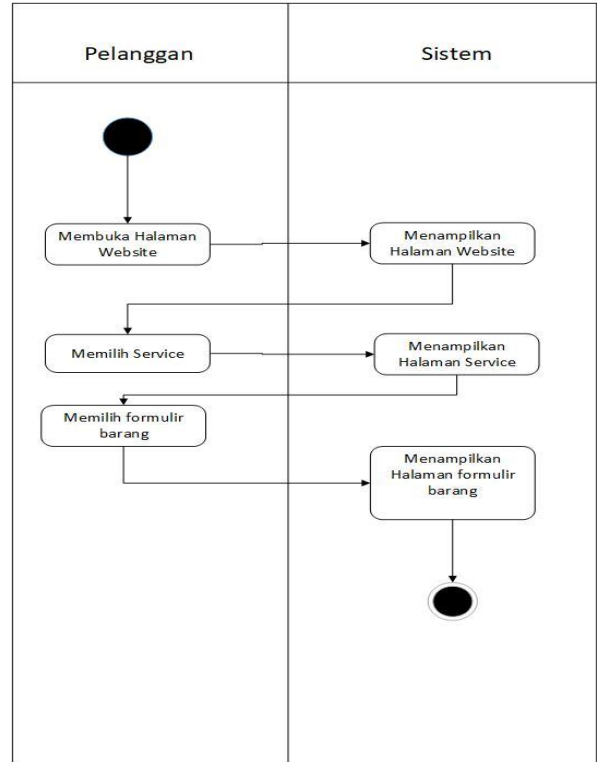 Pelanggan
Sistem
Membuka Halaman
Website
Menampilkan
Halaman Website
Memilih Service
Menampilkan
Halaman Service
Memilih formulir
barang
Menampilkan
Halaman formulir
barang